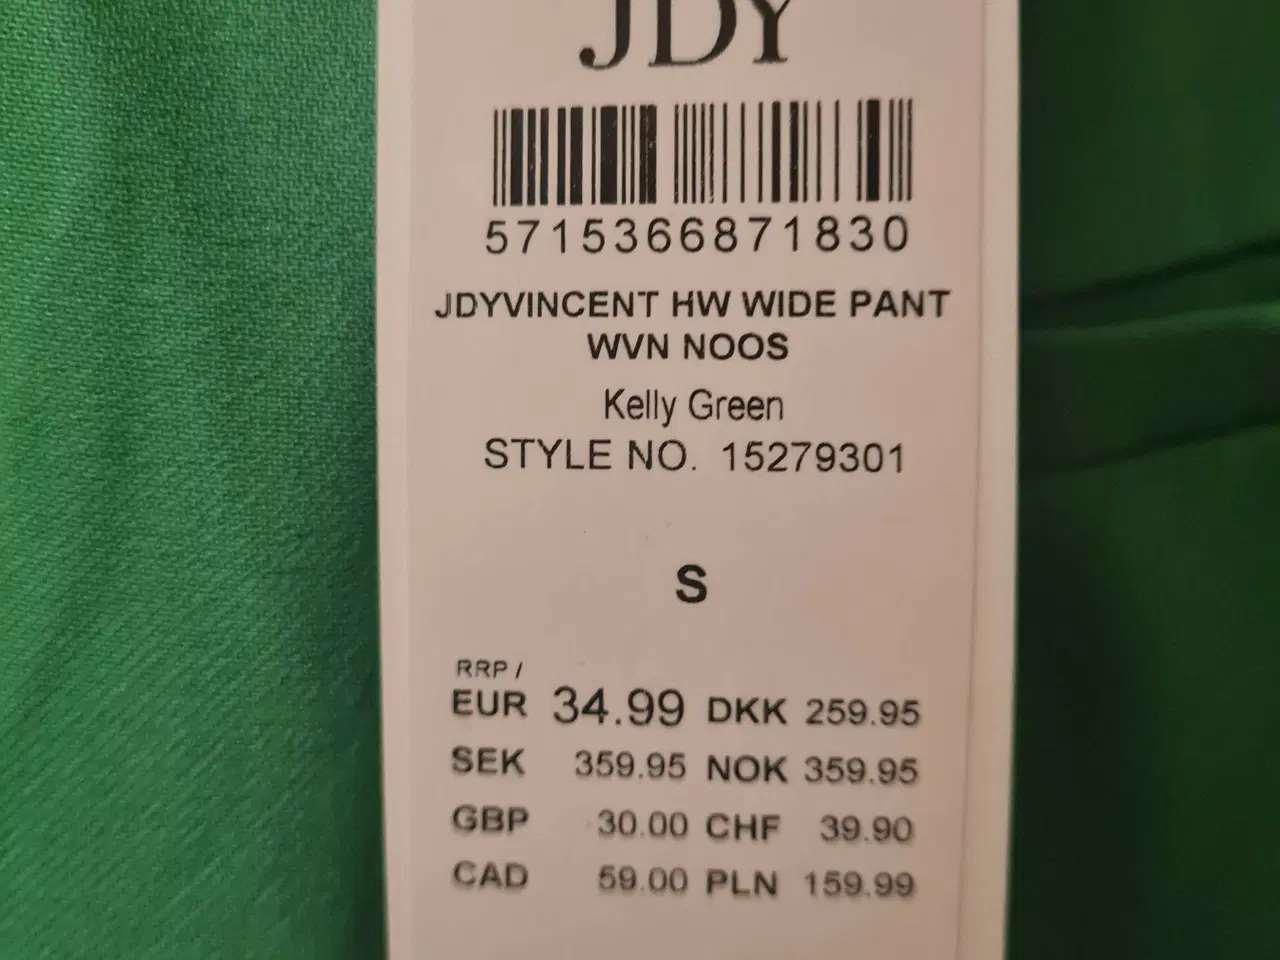 JDY
5715366871830
JDYVINCENT HW WIDE PANT
WVN NOOS
Kelly Green
STYLE NO. 15279301
S
RRP /
EUR 34.99 DKK 259.95
SEK 359.95 NOK 359.95
GBP 30.00 CHF 39.90
CAD 59.00 PLN 159.99